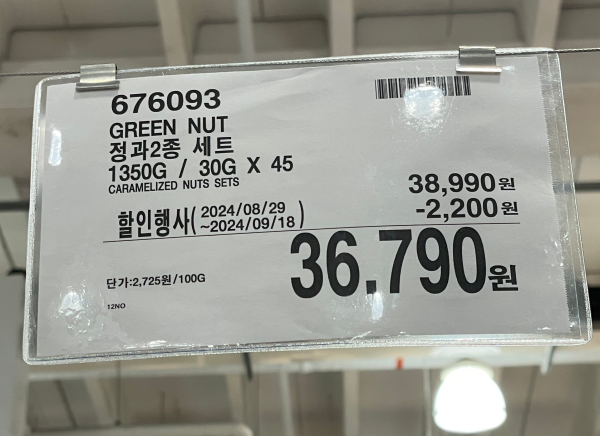 676093
GREEN NUT
정과2종 세트
1350G / 30G X 45
CARAMELIZED NUTS SETS
38,990원
-2,200원
할인행사( 2024/08/29
~2024/09/18 )
36.790원
단가:2,725원/100G
12NO